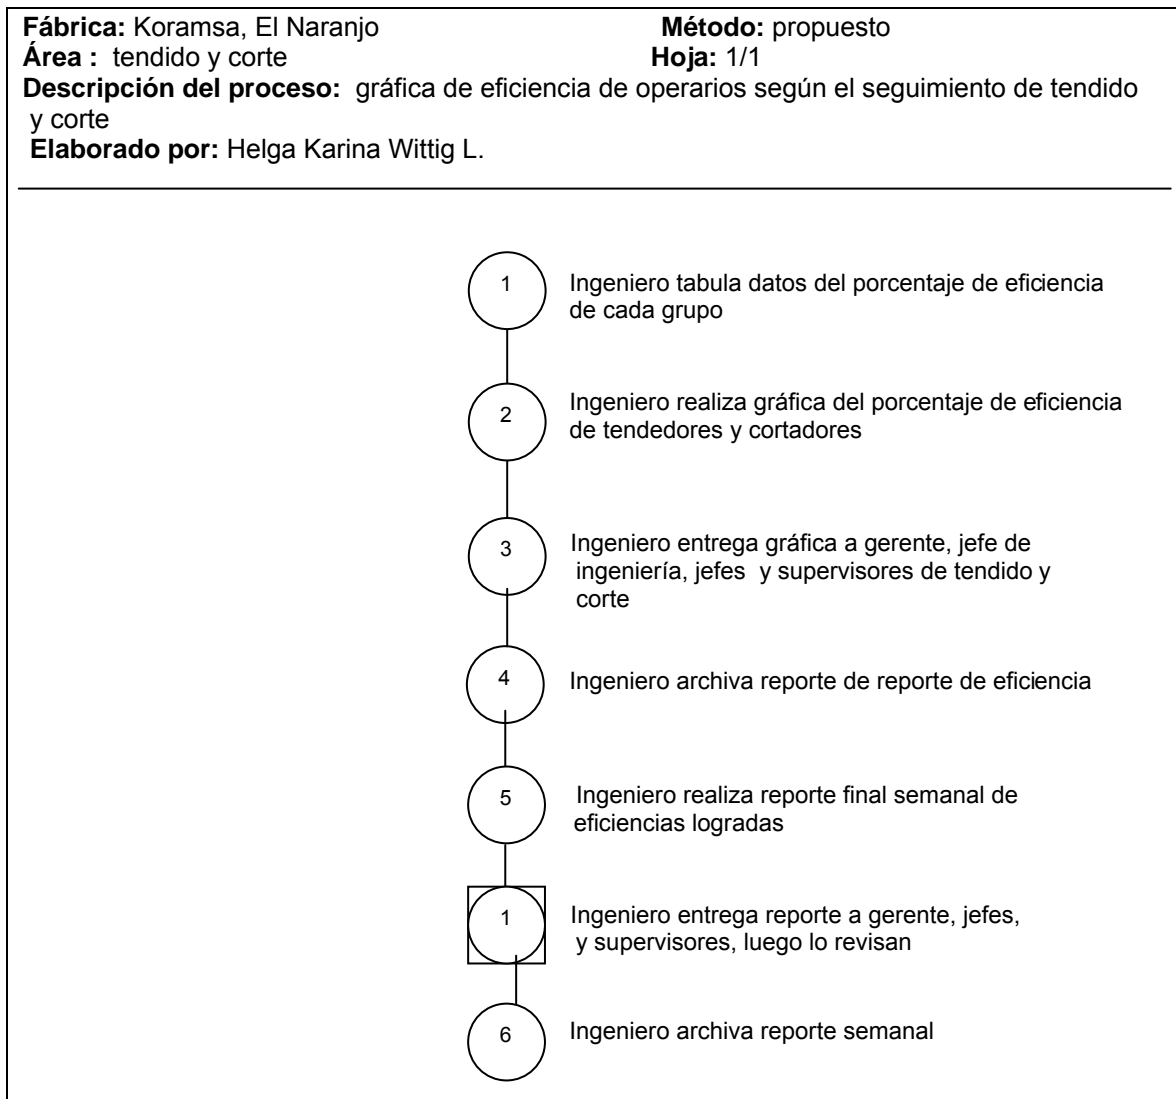 Fábrica: Koramsa, El Naranjo Método: propuesto
Área : tendido y corte Hoja: 1/1
Descripción del proceso: gráfica de eficiencia de operarios según el seguimiento de tendido
y corte
Elaborado por: Helga Karina Wittig L.
1 Ingeniero tabula datos del porcentaje de eficiencia
de cada grupo
2 Ingeniero realiza gráfica del porcentaje de eficiencia
de tendedores y cortadores
3 Ingeniero entrega gráfica a gerente, jefe de
ingeniería, jefes y supervisores de tendido y
corte
4 Ingeniero archiva reporte de reporte de eficiencia
5 Ingeniero realiza reporte final semanal de
eficiencias logradas
1 Ingeniero entrega reporte a gerente, jefes,
y supervisores, luego lo revisan
6 Ingeniero archiva reporte semanal